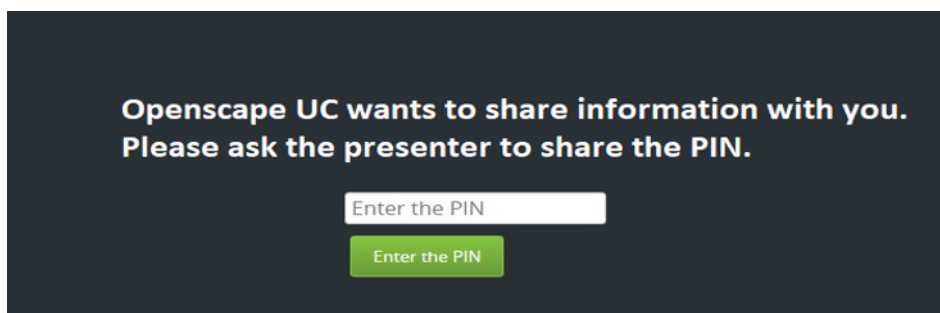 Openscape UC wants to share information with you.
Please ask the presenter to share the PIN.
Enter the PIN
Enter the PIN